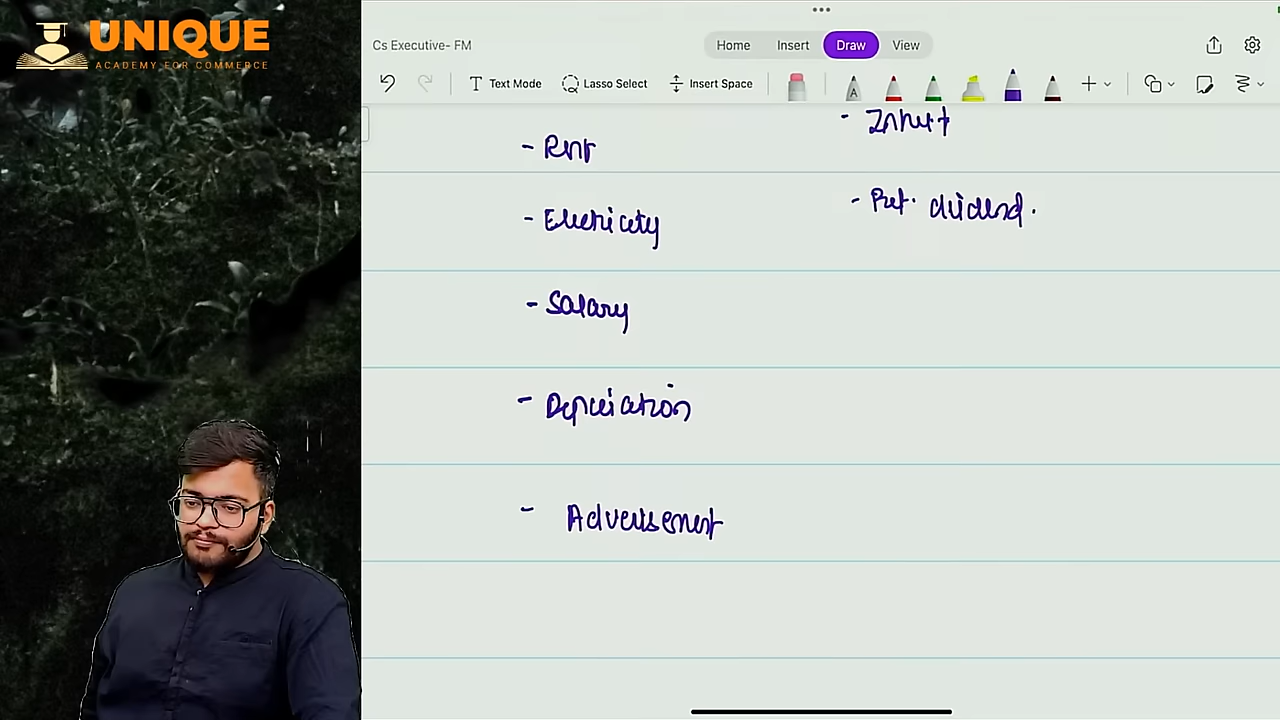 UNIQUE
ACADEMY FOR COMMERCE
Cs Executive- FM
Home Insert Draw View
Text Mode Lasso Select Insert Space
- Rent
- Electricity
- Salary
- Depreciation
- Advertisement
- Interest
- Pref. dividend.